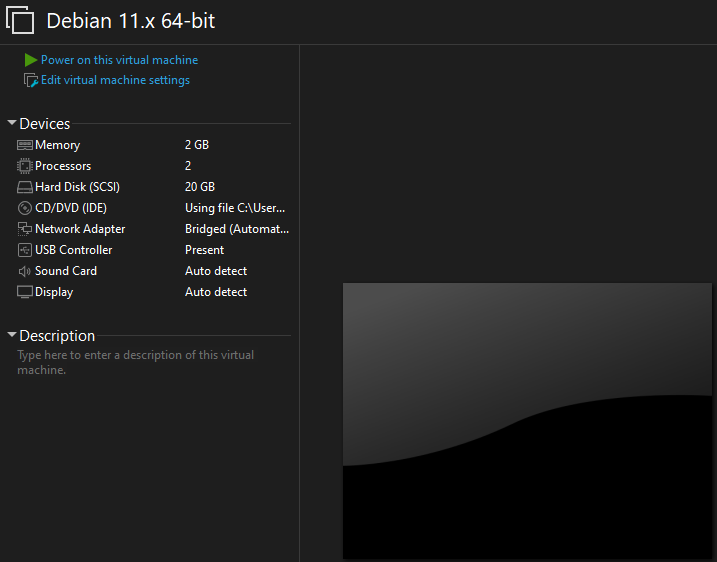 Debian 11.x 64-bit
Power on this virtual machine
Edit virtual machine settings
Devices
Memory 2 GB
Processors 2
Hard Disk (SCSI) 20 GB
CD/DVD (IDE) Using file C:\User...
Network Adapter Bridged (Automat...
USB Controller Present
Sound Card Auto detect
Display Auto detect
Description
Type here to enter a description of this virtual
machine.